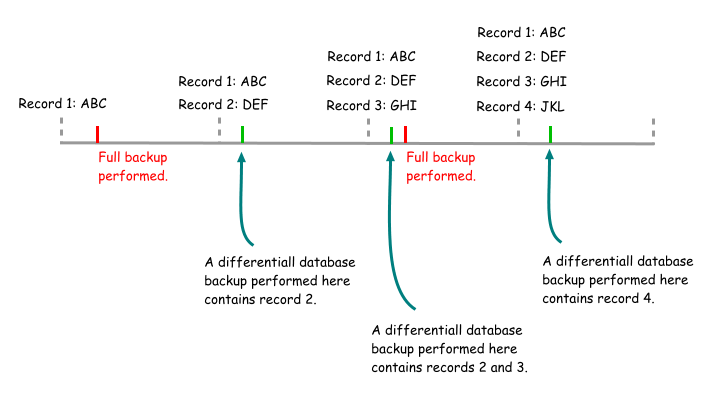 Record 1: ABC
Record 2: DEF
Record 3: GHI
Record 4: JKL
Record 1: ABC
Record 2: DEF
Record 3: GHI
Record 1: ABC
Record 2: DEF
Record 1: ABC
Full backup
performed.
Full backup
performed.
A differentiall database
backup performed here
contains record 2.
A differentiall database
backup performed here
contains record 4.
A differentiall database
backup performed here
contains records 2 and 3.